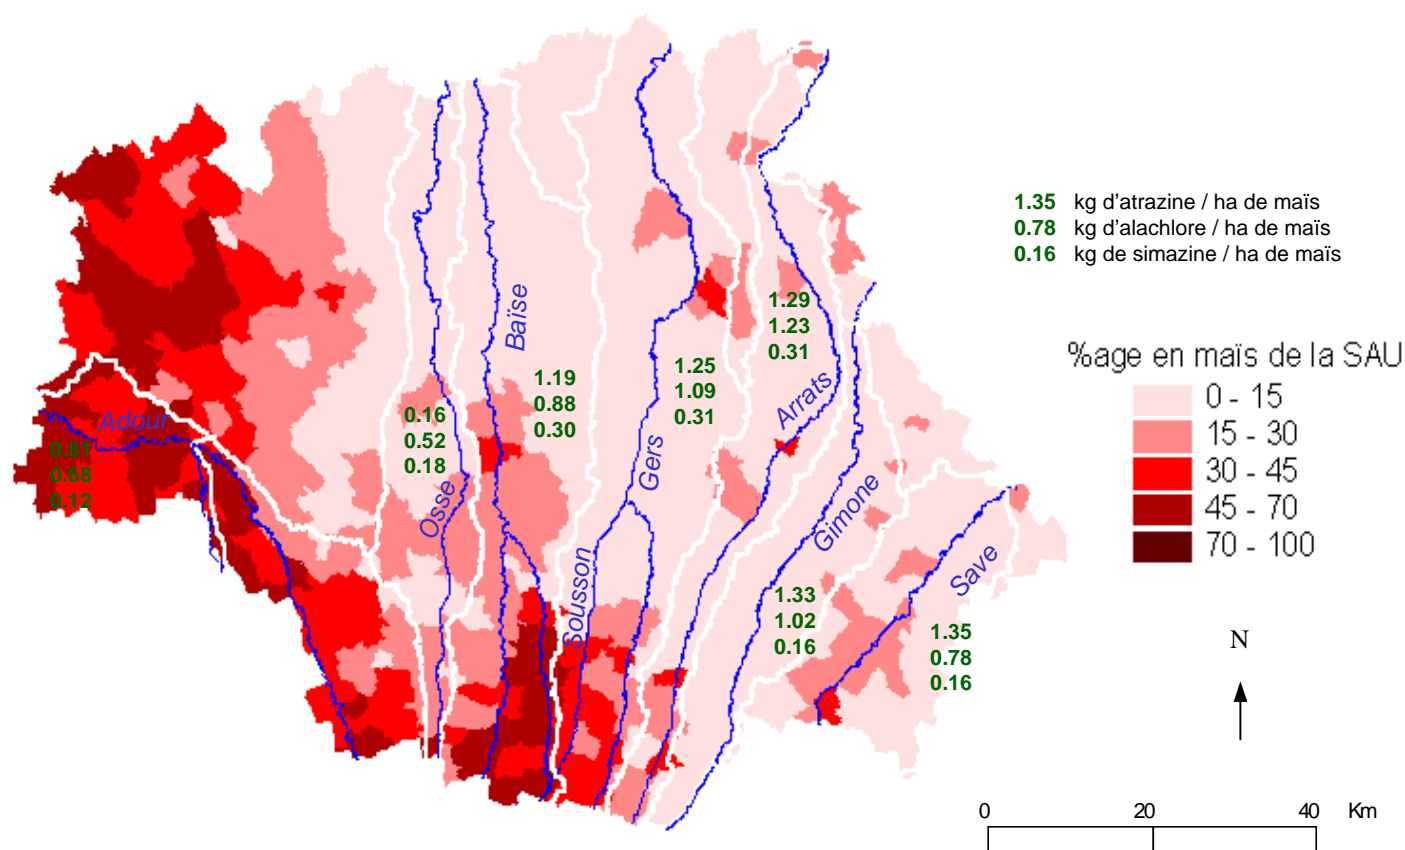 1.35 kg d'atrazine / ha de maïs
0.78 kg d'alachlore / ha de maïs
0.16 kg de simazine / ha de maïs
%age en maïs de la SAU
0 - 15
15 - 30
30 - 45
45 - 70
70 - 100
N
0 20 40 Km
Adour
0.81
0.68
0.12
Osse
0.16
0.52
0.18
Baïse
1.19
0.88
0.30
Sousson
Gers
1.25
1.09
0.31
Arrats
1.29
1.23
0.31
Gimone
1.33
1.02
0.16
Save
1.35
0.78
0.16